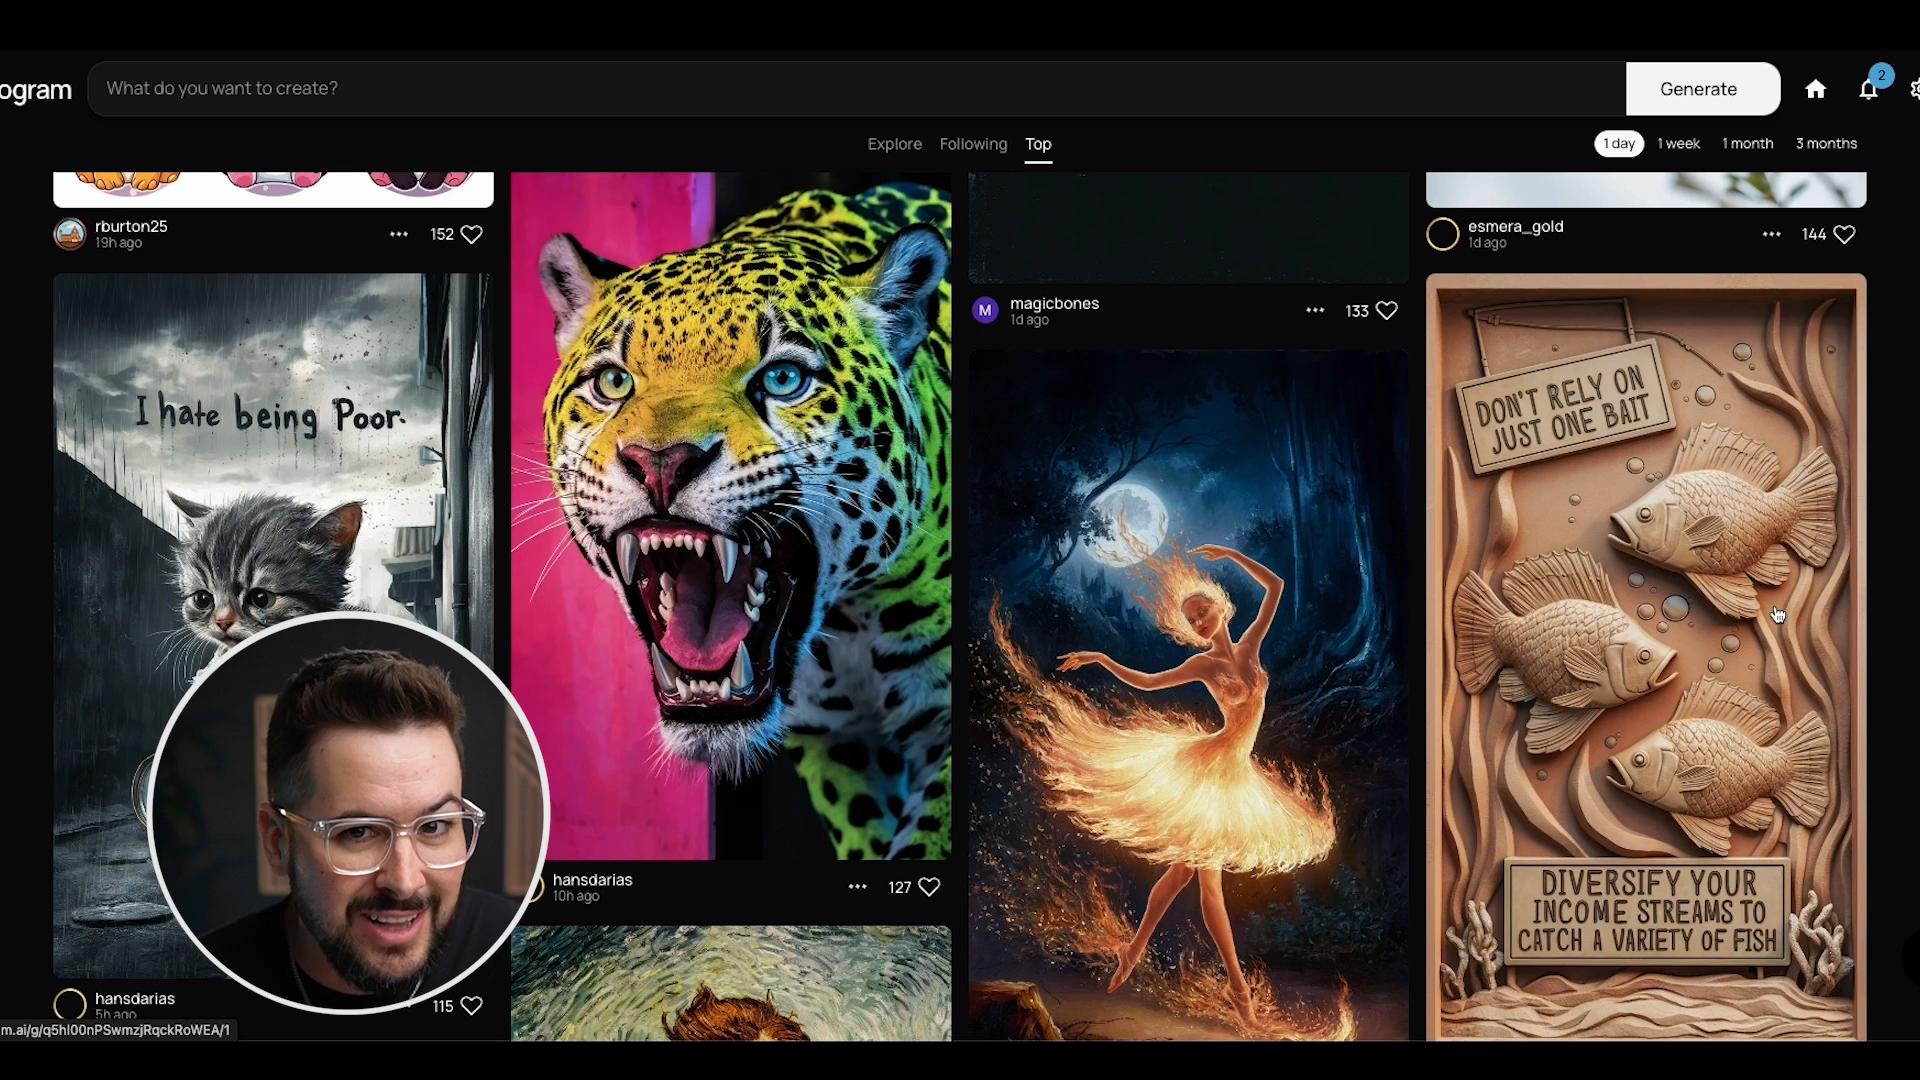 ogram
What do you want to create?
Generate
2
Explore
Following
Top
1 day
1 week
1 month
3 months
rburton25
19h ago
152
I hate being Poor.
hansdarias
5h ago
115
m.ai/g/q5hl00nPSwmzjRqckRoWEA/1
hansdarias
10h ago
127
M
magicbones
1d ago
133
esmera_gold
1d ago
144
DON'T RELY ON
JUST ONE BAIT
DIVERSIFY YOUR
INCOME STREAMS TO
CATCH A VARIETY OF FISH